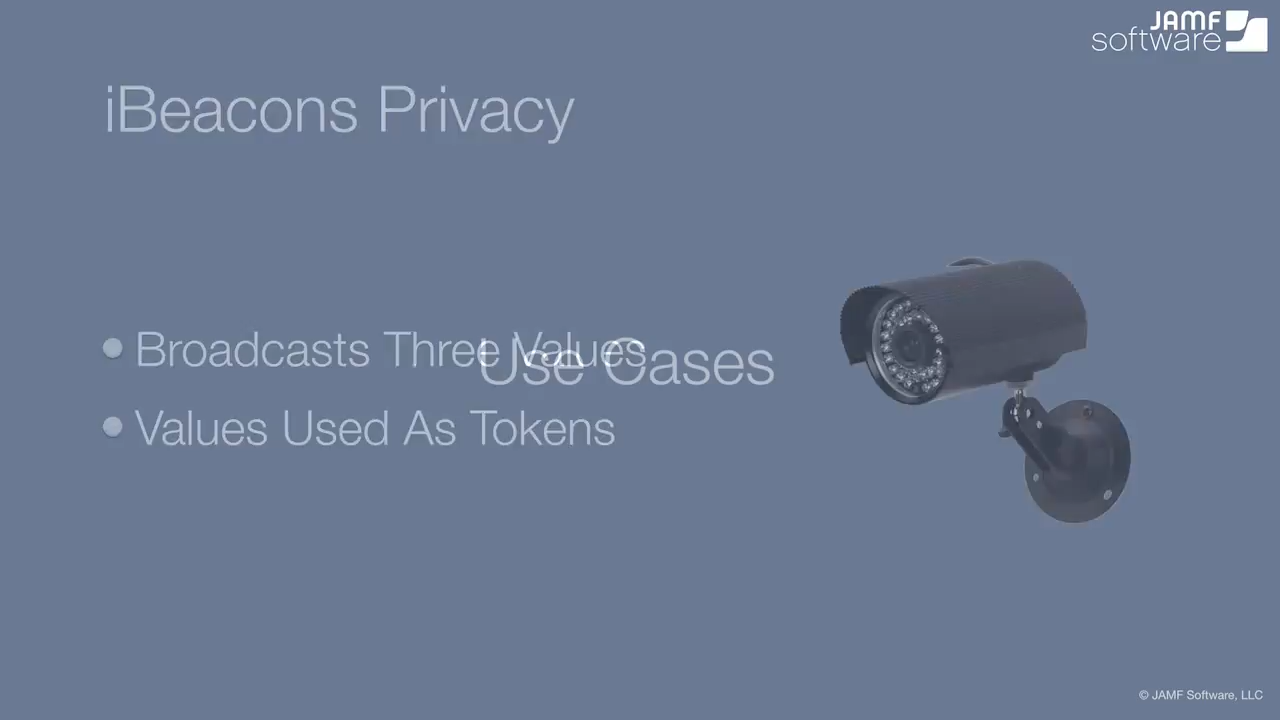 JAMF
software
iBeacons Privacy
Broadcasts Three Values
Use Cases
Values Used As Tokens
© JAMF Software, LLC